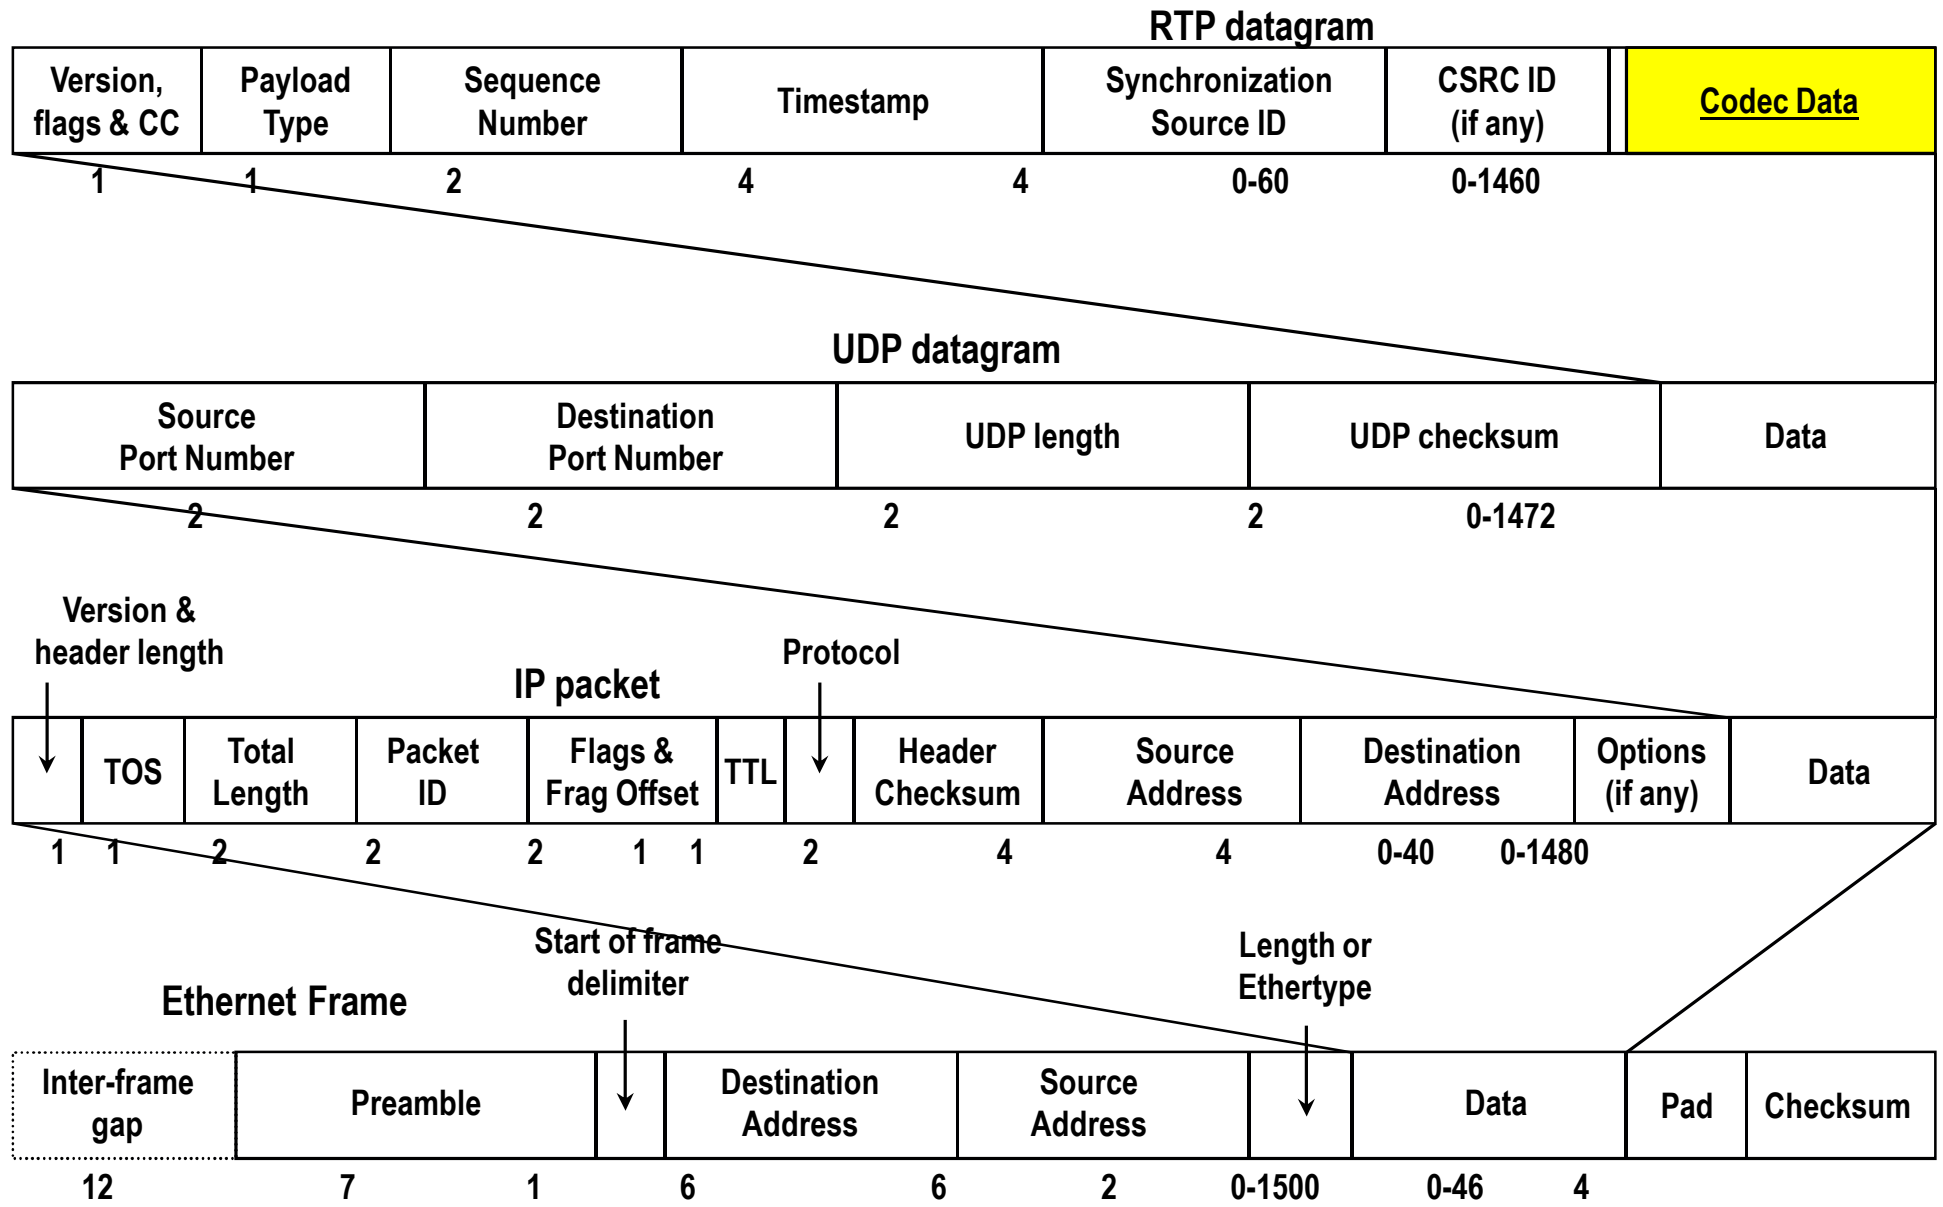 RTP datagram
Version,
flags & CC
Payload
Type
Sequence
Number
Timestamp
Synchronization
Source ID
CSRC ID
(if any)
Codec Data
1 1 2 4 4 0-60 0-1460
UDP datagram
Source
Port Number
Destination
Port Number
UDP length
UDP checksum
Data
2 2 2 2 0-1472
Version &
header length
Protocol
IP packet
TOS
Total
Length
Packet
ID
Flags &
Frag Offset
TTL
Header
Checksum
Source
Address
Destination
Address
Options
(if any)
Data
1 1 2 2 2 1 1 2 4 4 0-40 0-1480
Start of frame
delimiter
Length or
Ethertype
Ethernet Frame
Inter-frame
gap
Preamble
Destination
Address
Source
Address
Data
Pad
Checksum
12 7 1 6 6 2 0-1500 0-46 4